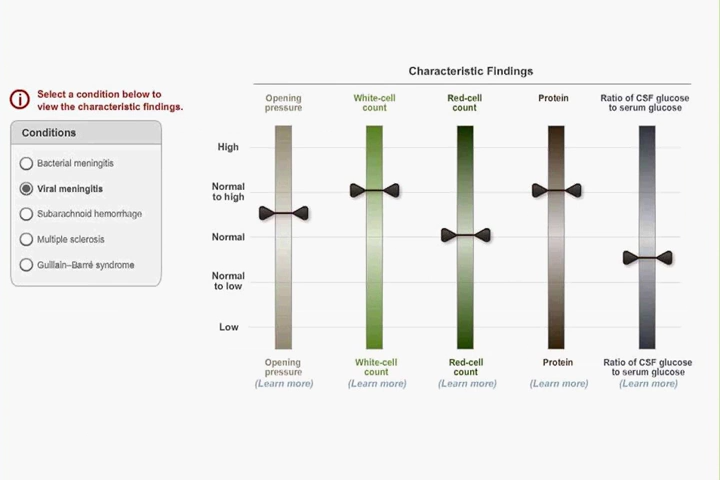 Characteristic Findings
Select a condition below to
view the characteristic findings.
Conditions
Bacterial meningitis
Viral meningitis
Subarachnoid hemorrhage
Multiple sclerosis
Guillain–Barré syndrome
Opening
pressure
White-cell
count
Red-cell
count
Protein
Ratio of CSF glucose
to serum glucose
High
Normal
to high
Normal
Normal
to low
Low
Opening
pressure
(Learn more)
White-cell
count
(Learn more)
Red-cell
count
(Learn more)
Protein
(Learn more)
Ratio of CSF glucose
to serum glucose
(Learn more)